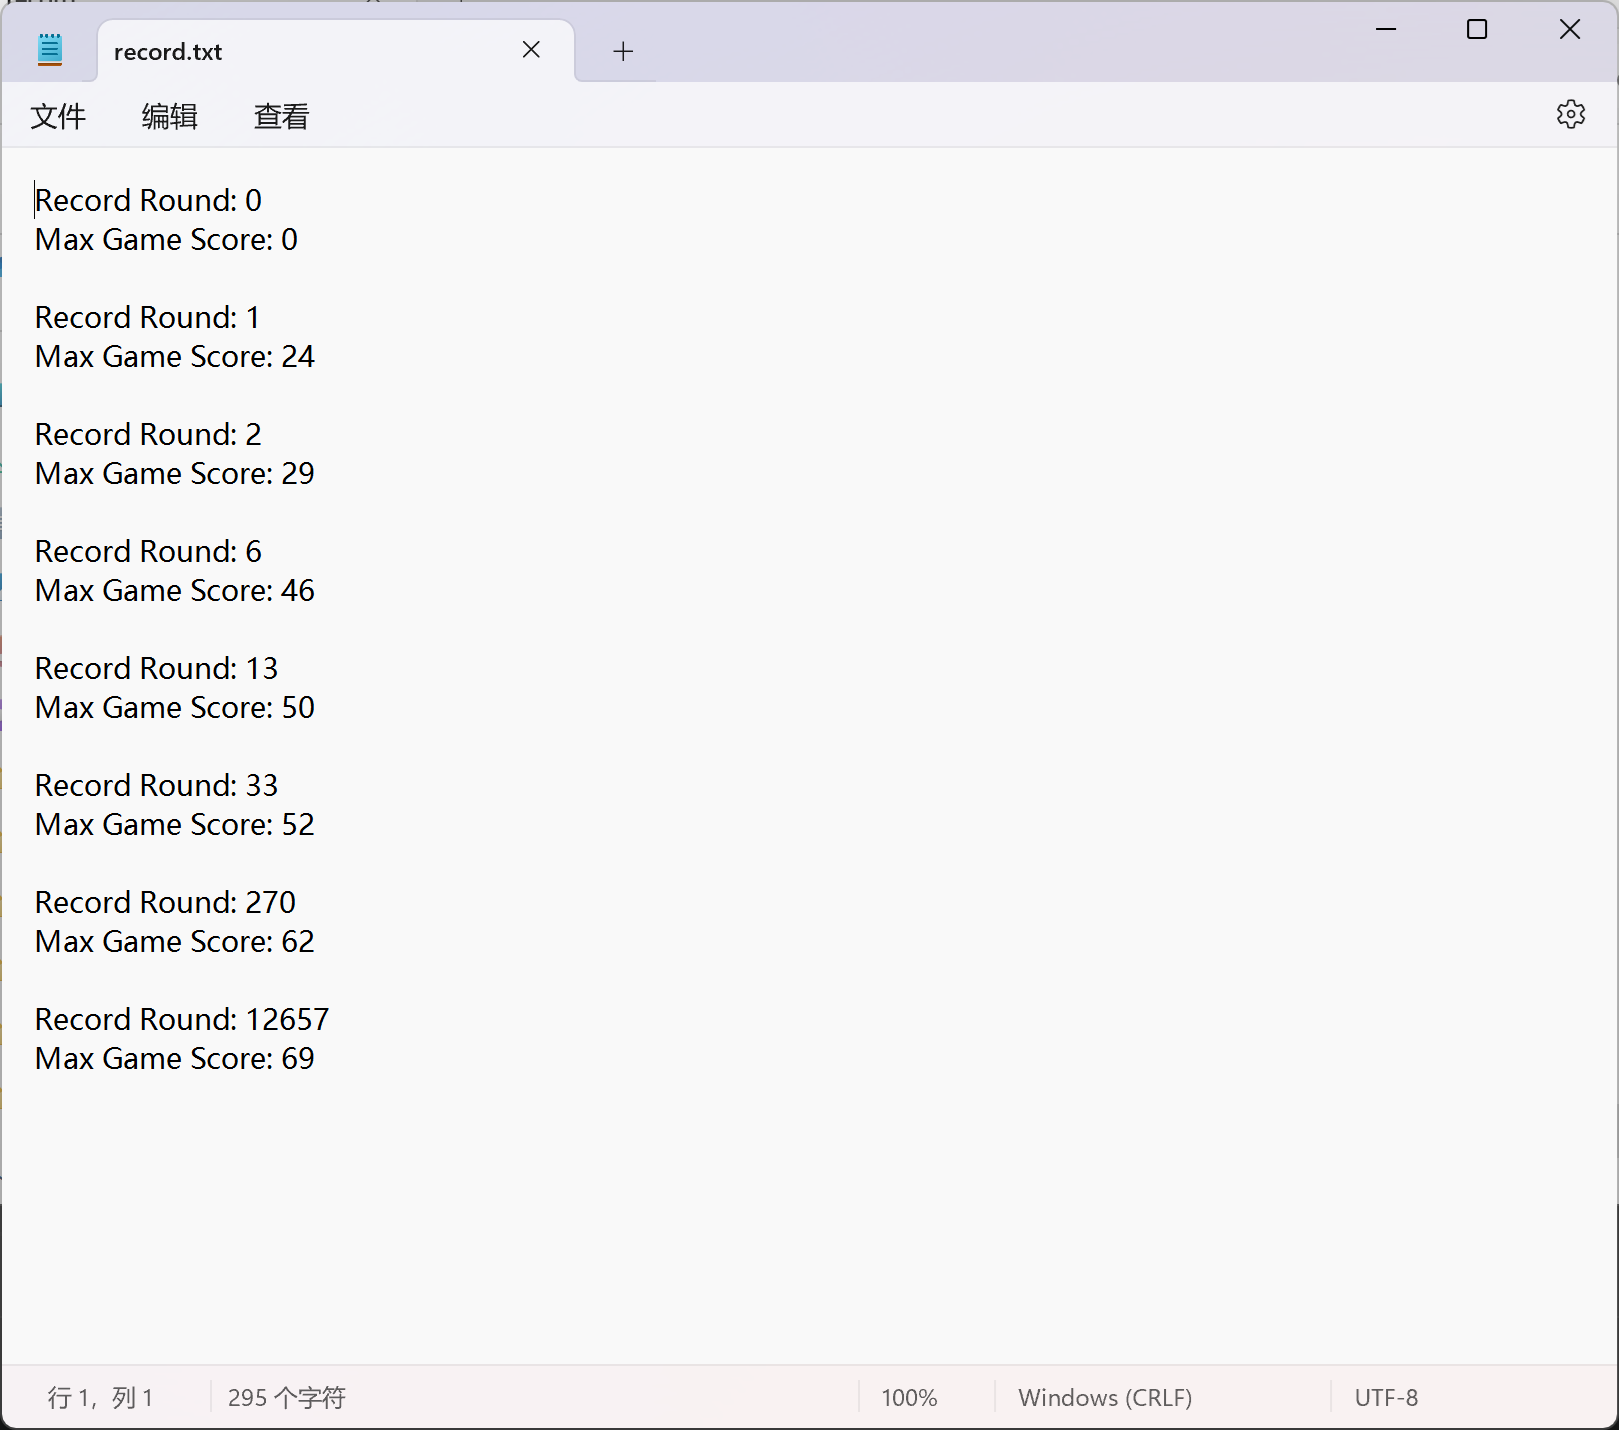 record.txt
文件 编辑 查看
Record Round: 0
Max Game Score: 0
Record Round: 1
Max Game Score: 24
Record Round: 2
Max Game Score: 29
Record Round: 6
Max Game Score: 46
Record Round: 13
Max Game Score: 50
Record Round: 33
Max Game Score: 52
Record Round: 270
Max Game Score: 62
Record Round: 12657
Max Game Score: 69
行 1，列 1 295 个字符 100% Windows (CRLF) UTF-8